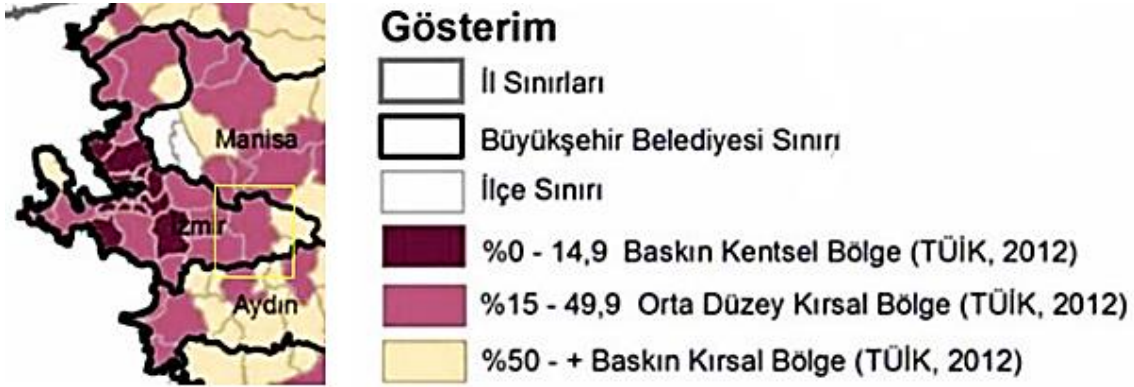 Gösterim
İl Sınırları
Büyükşehir Belediyesi Sınırı
İlçe Sınırı
%0 - 14,9 Baskın Kentsel Bölge (TÜİK, 2012)
%15 - 49,9 Orta Düzey Kırsal Bölge (TÜİK, 2012)
%50 - + Baskın Kırsal Bölge (TÜİK, 2012)
Manisa
İzmir
Aydın